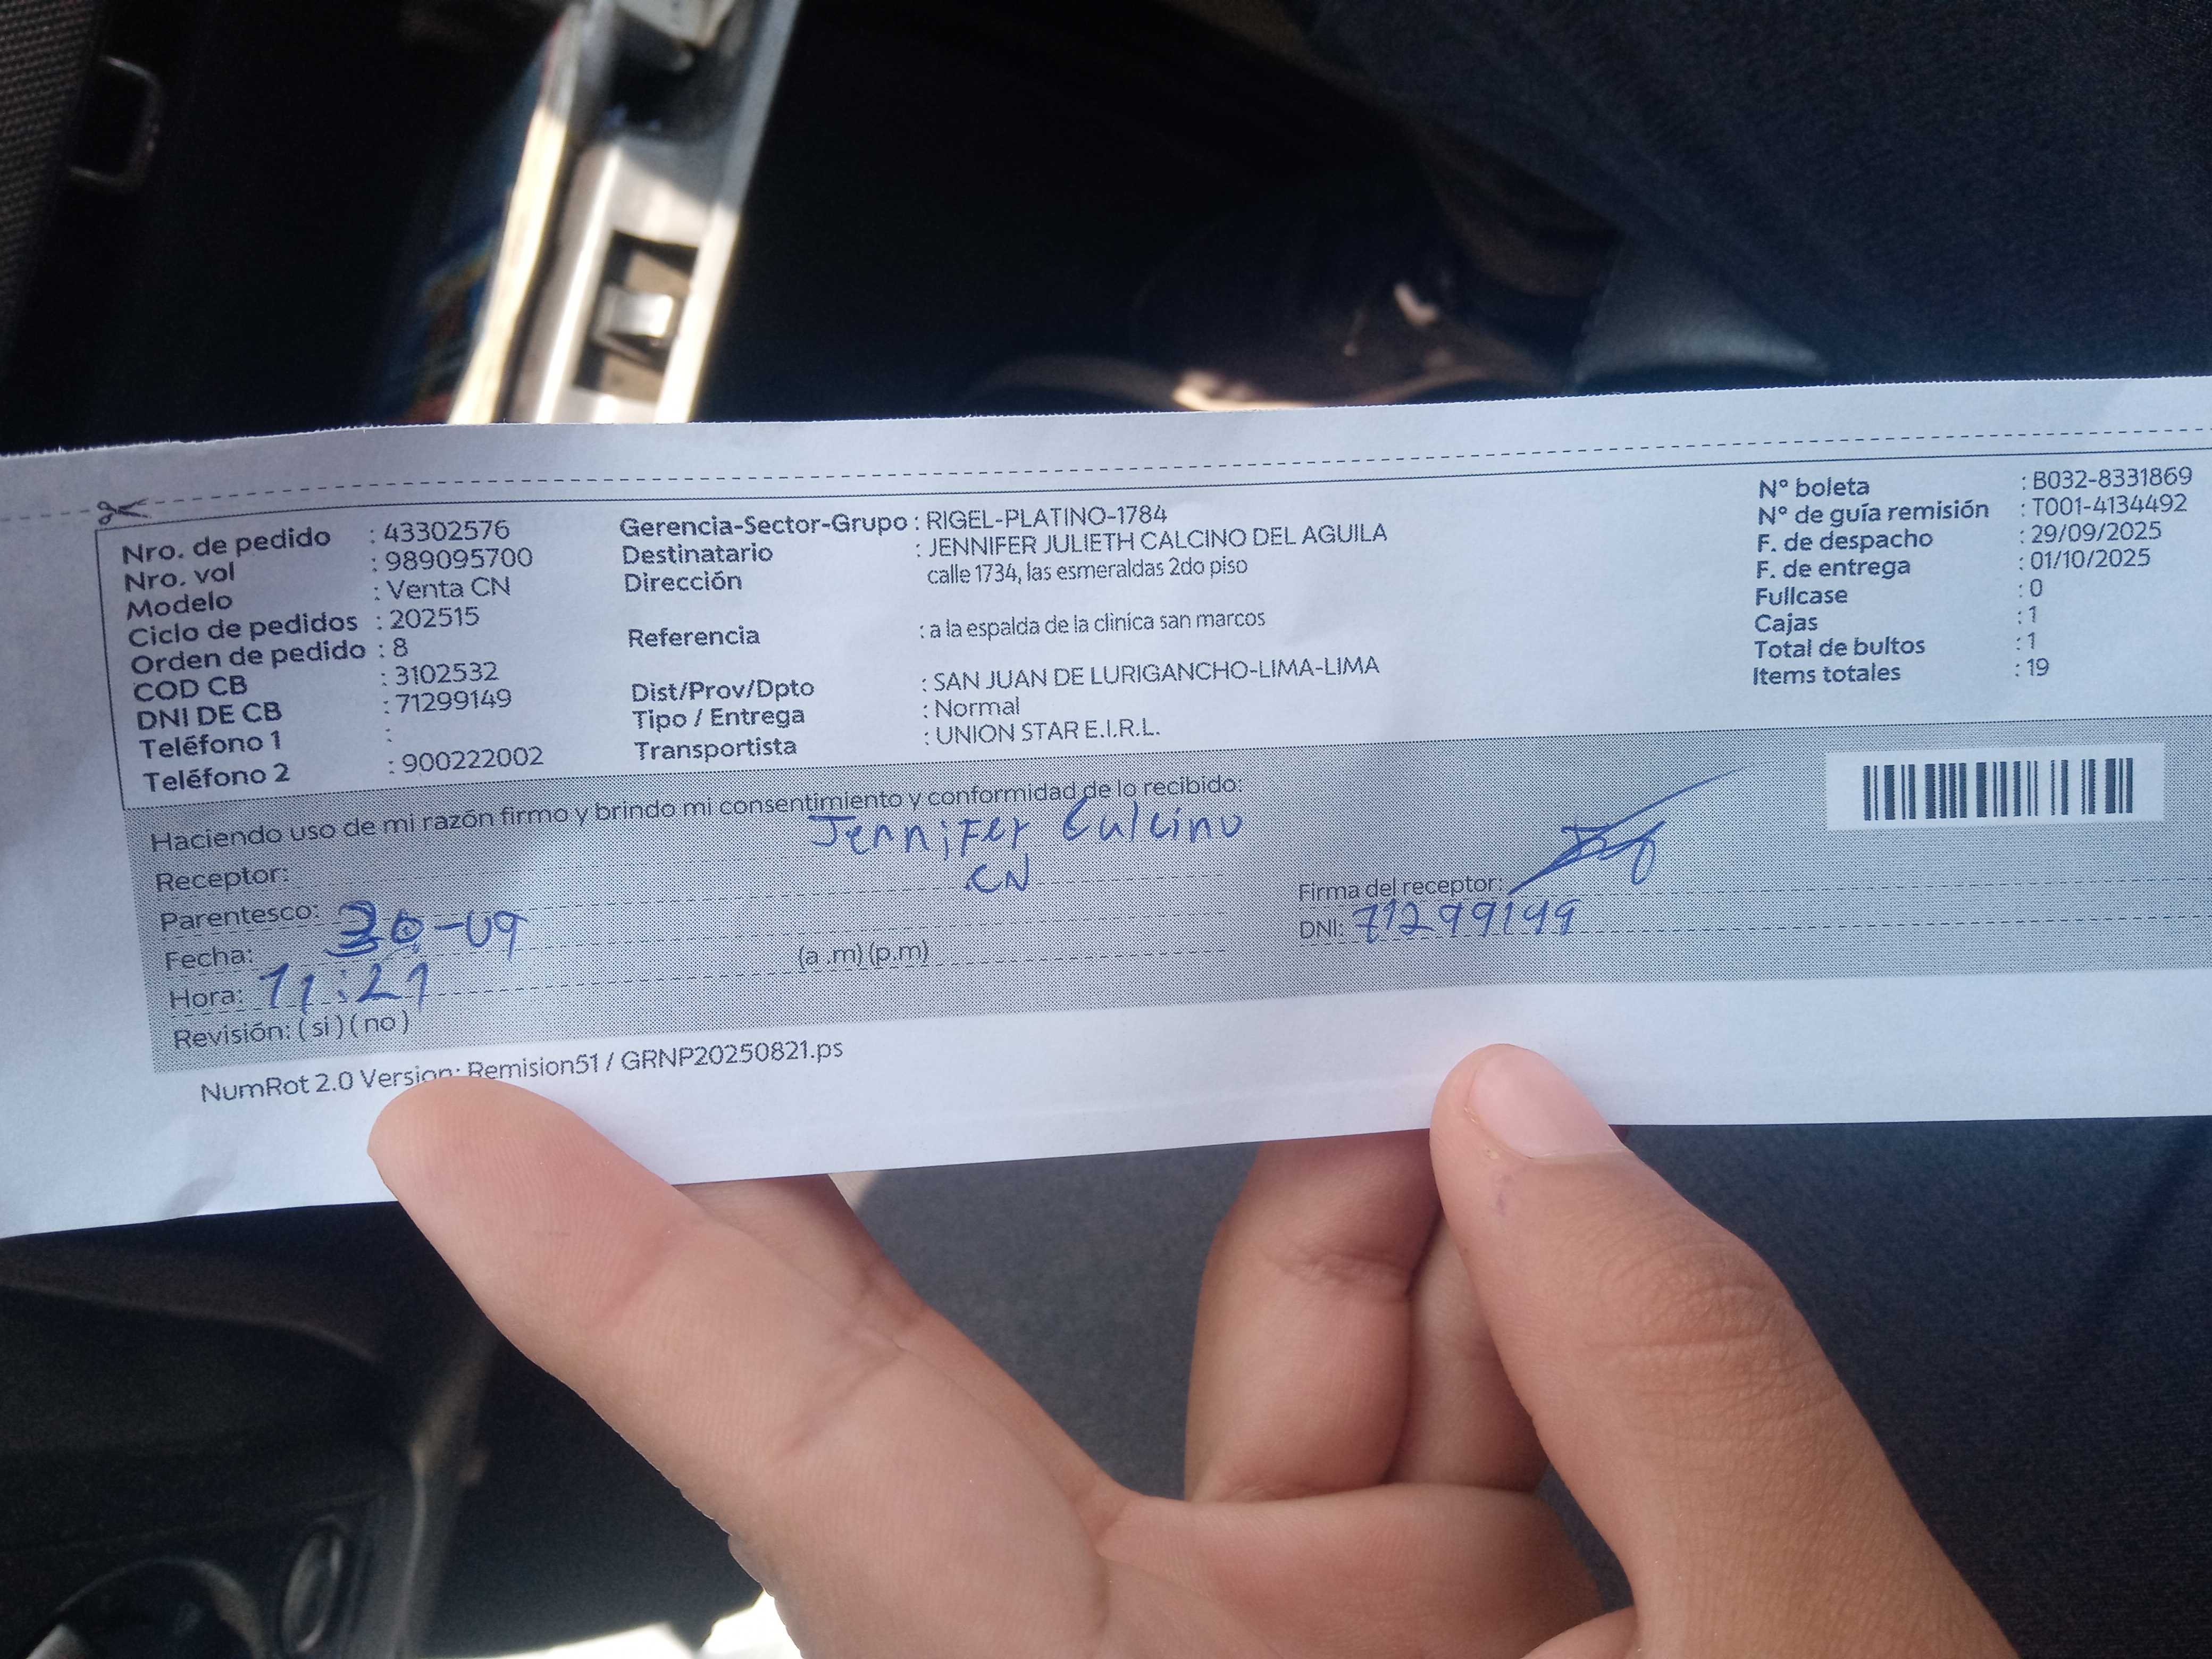 Nro. de pedido : 43302576
Nro. vol : 989095700
Modelo : Venta CN
Ciclo de pedidos : 202515
Orden de pedido : 8
COD CB : 3102532
DNI DE CB : 71299149
Teléfono 1 :
Teléfono 2 : 900222002
Gerencia-Sector-Grupo : RIGEL-PLATINO-1784
Destinatario : JENNIFER JULIETH CALCINO DEL AGUILA
Dirección calle 1734, las esmeraldas 2do piso
Referencia : a la espalda de la clinica san marcos
Dist/Prov/Dpto : SAN JUAN DE LURIGANCHO-LIMA-LIMA
Tipo / Entrega : Normal
Transportista : UNION STAR E.I.R.L.
N° boleta : B032-8331869
N° de guía remisión : T001-4134492
F. de despacho : 29/09/2025
F. de entrega : 01/10/2025
Fullcase : 0
Cajas : 1
Total de bultos : 1
Items totales : 19
Haciendo uso de mi razón firmo y brindo mi consentimiento y conformidad de lo recibido:
Receptor: Jennifer Calcino
Parentesco: CN
Fecha: 30-09
Hora: 11:21 (a .m) (p.m)
Revisión: ( si ) ( no )
Firma del receptor:
DNI: 71299149
NumRot 2.0 Version: Remision51 / GRNP20250821.ps